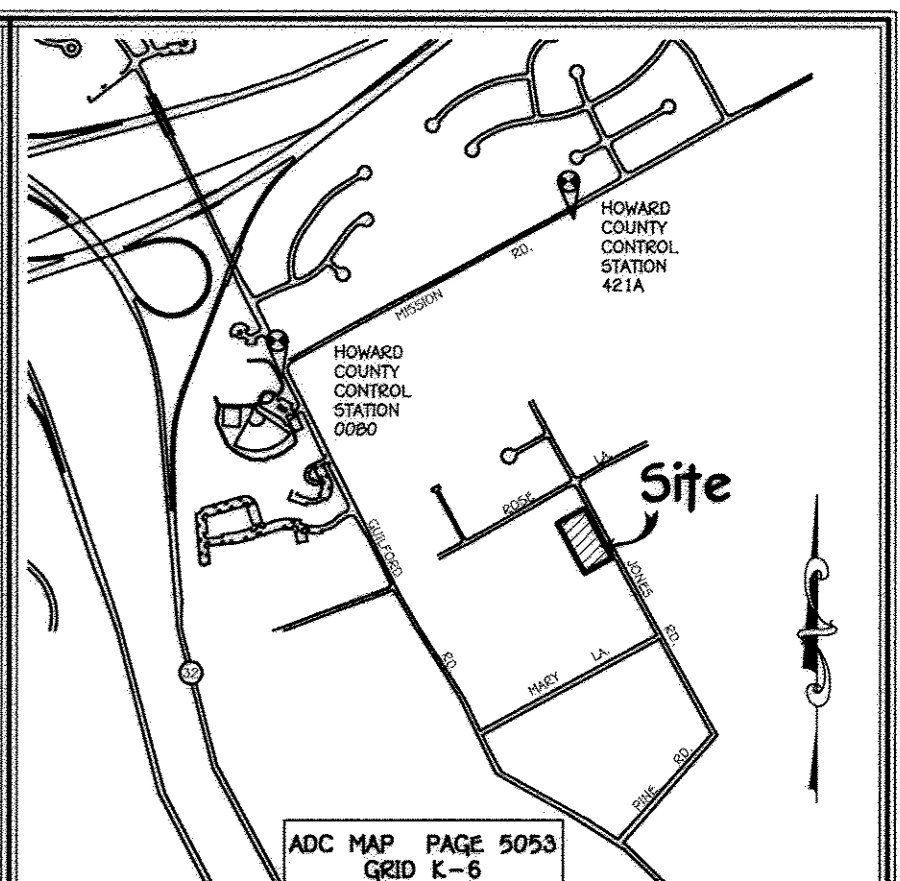 HOWARD
COUNTY
CONTROL
STATION
421A
MISSION RD.
HOWARD
COUNTY
CONTROL
STATION
00B0
ROSE LA.
Site
GUILFORD RD.
JONES RD.
32
MARY LA.
PINE RD.
ADC MAP PAGE 5053
GRID K-6